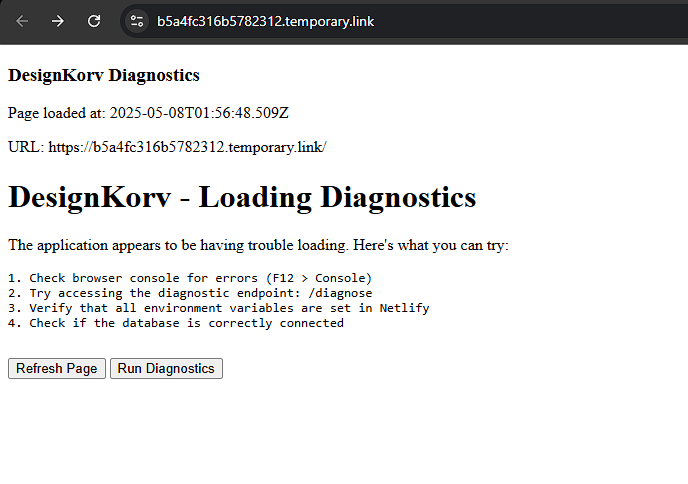 b5a4fc316b5782312.temporary.link
DesignKorv Diagnostics
Page loaded at: 2025-05-08T01:56:48.509Z
URL: https://b5a4fc316b5782312.temporary.link/
DesignKorv - Loading Diagnostics
The application appears to be having trouble loading. Here's what you can try:
1. Check browser console for errors (F12 > Console)
2. Try accessing the diagnostic endpoint: /diagnose
3. Verify that all environment variables are set in Netlify
4. Check if the database is correctly connected
Refresh Page Run Diagnostics